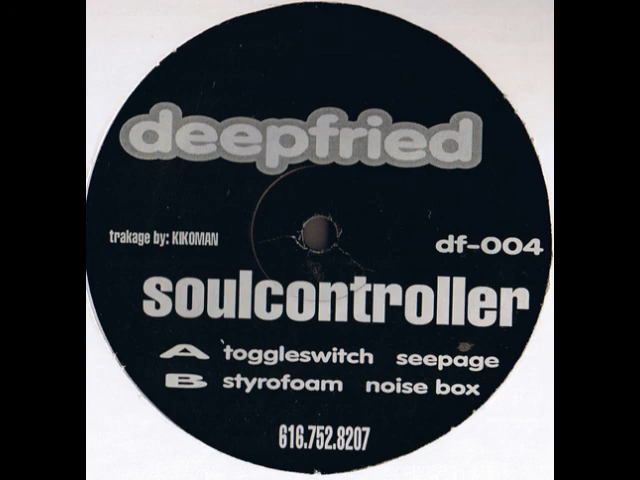 deepfried
trakage by: KIKOMAN df-004
soulcontroller
A toggleswitch seepage
B styrofoam noise box
616.752.8207